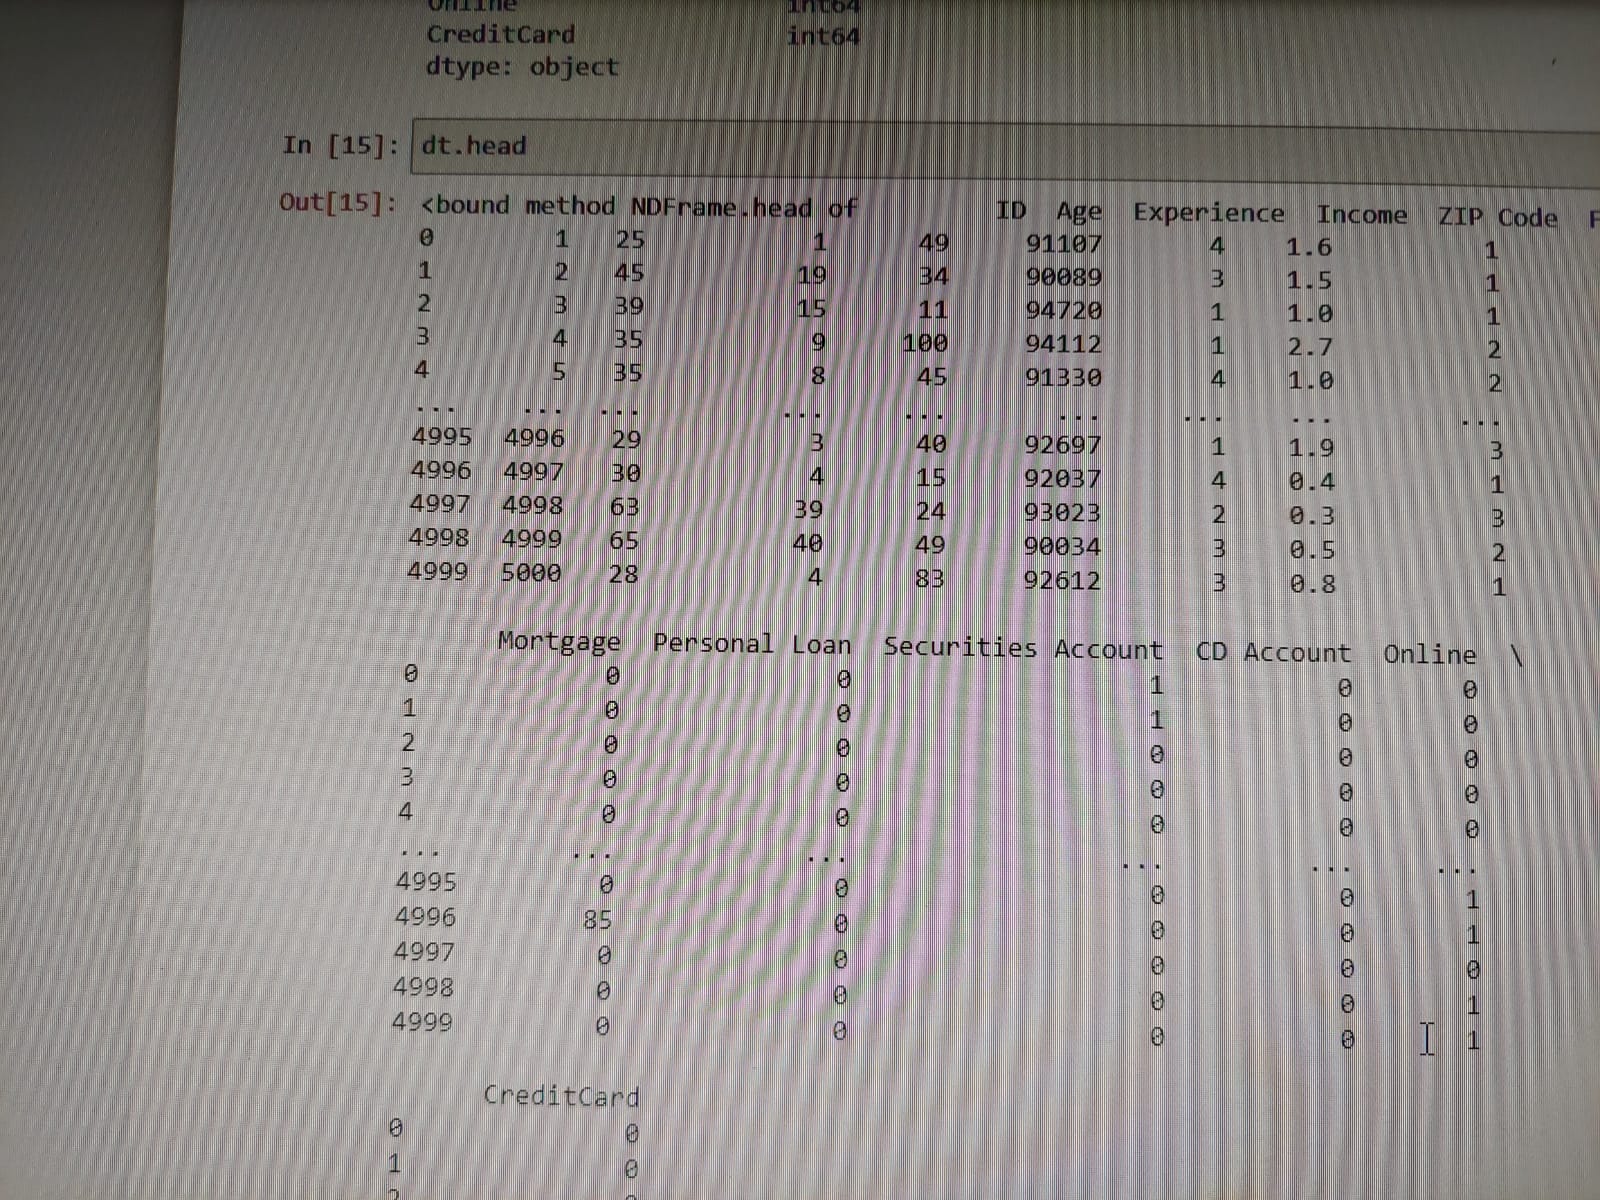 Online int64
CreditCard int64
dtype: object
In [15]: dt.head
Out[15]: <bound method NDFrame.head of ID Age Experience Income ZIP Code
0 1 25 1 49 91107 4 1.6 1
1 2 45 19 34 90089 3 1.5 1
2 3 39 15 11 94720 1 1.0 1
3 4 35 9 100 94112 1 2.7 2
4 5 35 8 45 91330 4 1.0 2
... ... ... ... ... ... ... ... ...
4995 4996 29 3 40 92697 1 1.9 3
4996 4997 30 4 15 92037 4 0.4 1
4997 4998 63 39 24 93023 2 0.3 3
4998 4999 65 40 49 90034 3 0.5 2
4999 5000 28 4 83 92612 3 0.8 1
Mortgage Personal Loan Securities Account CD Account Online \
0 0 0 1 0 0
1 0 0 1 0 0
2 0 0 0 0 0
3 0 0 0 0 0
4 0 0 0 0 0
... ... ... ... ... ...
4995 0 0 0 0 1
4996 85 0 0 0 1
4997 0 0 0 0 0
4998 0 0 0 0 1
4999 0 0 0 0 1
CreditCard
0 0
1 0